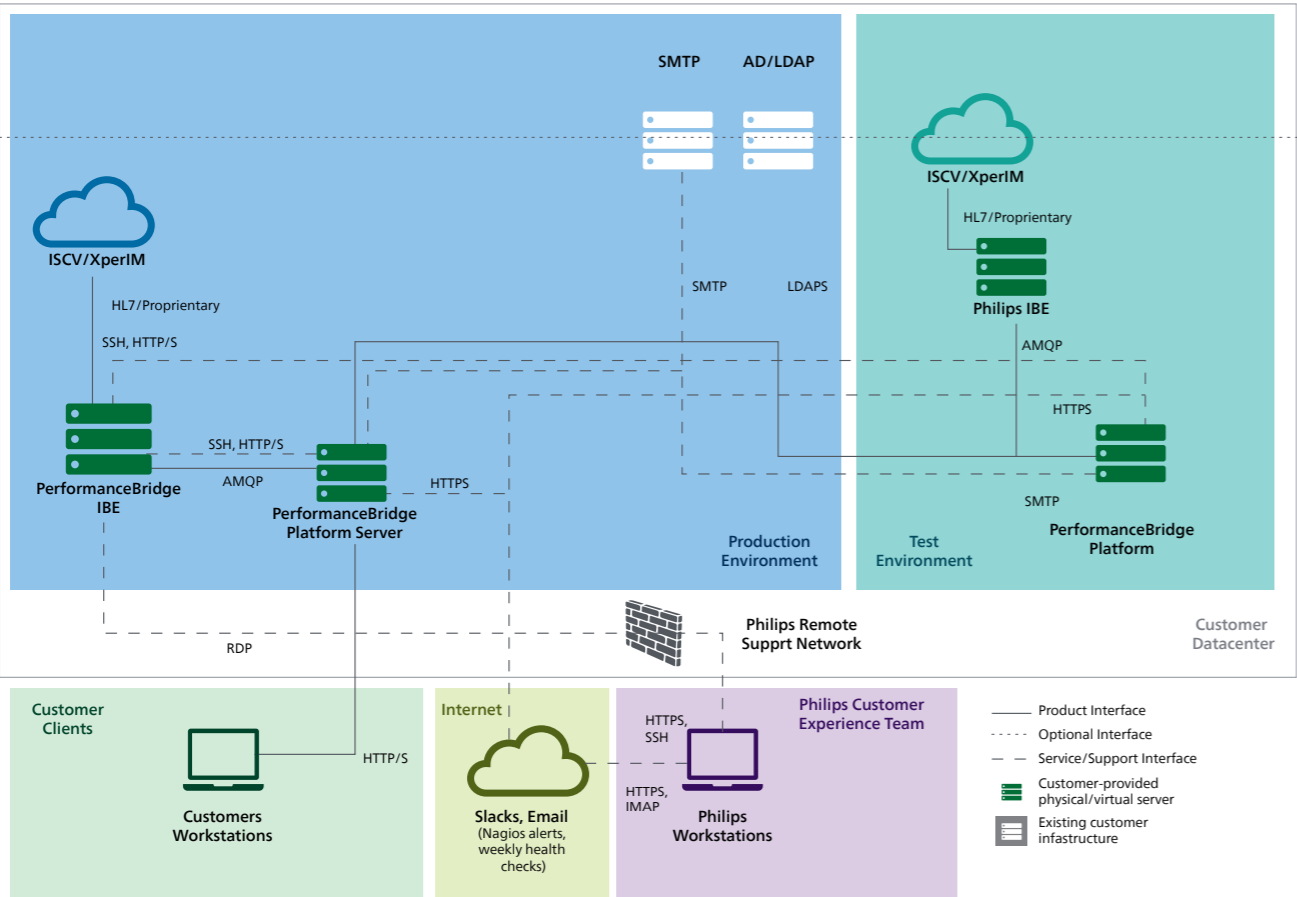 SMTP
AD/LDAP
ISCV/XperIM
HL7/Proprientary
SSH, HTTP/S
SSH, HTTP/S
AMQP
PerformanceBridge
IBE
PerformanceBridge
Platform Server
HTTPS
SMTP
LDAPS
Production
Environment
ISCV/XperIM
HL7/Proprientary
Philips IBE
AMQP
HTTPS
SMTP
PerformanceBridge
Platform
Test
Environment
RDP
Philips Remote
Supprt Network
Customer
Datacenter
Customer
Clients
HTTP/S
Customers
Workstations
Internet
Slacks, Email
(Nagios alerts,
weekly health
checks)
Philips Customer
Experience Team
HTTPS,
SSH
HTTPS,
IMAP
Philips
Workstations
Product Interface
Optional Interface
Service/Support Interface
Customer-provided
physical/virtual server
Existing customer
infastructure